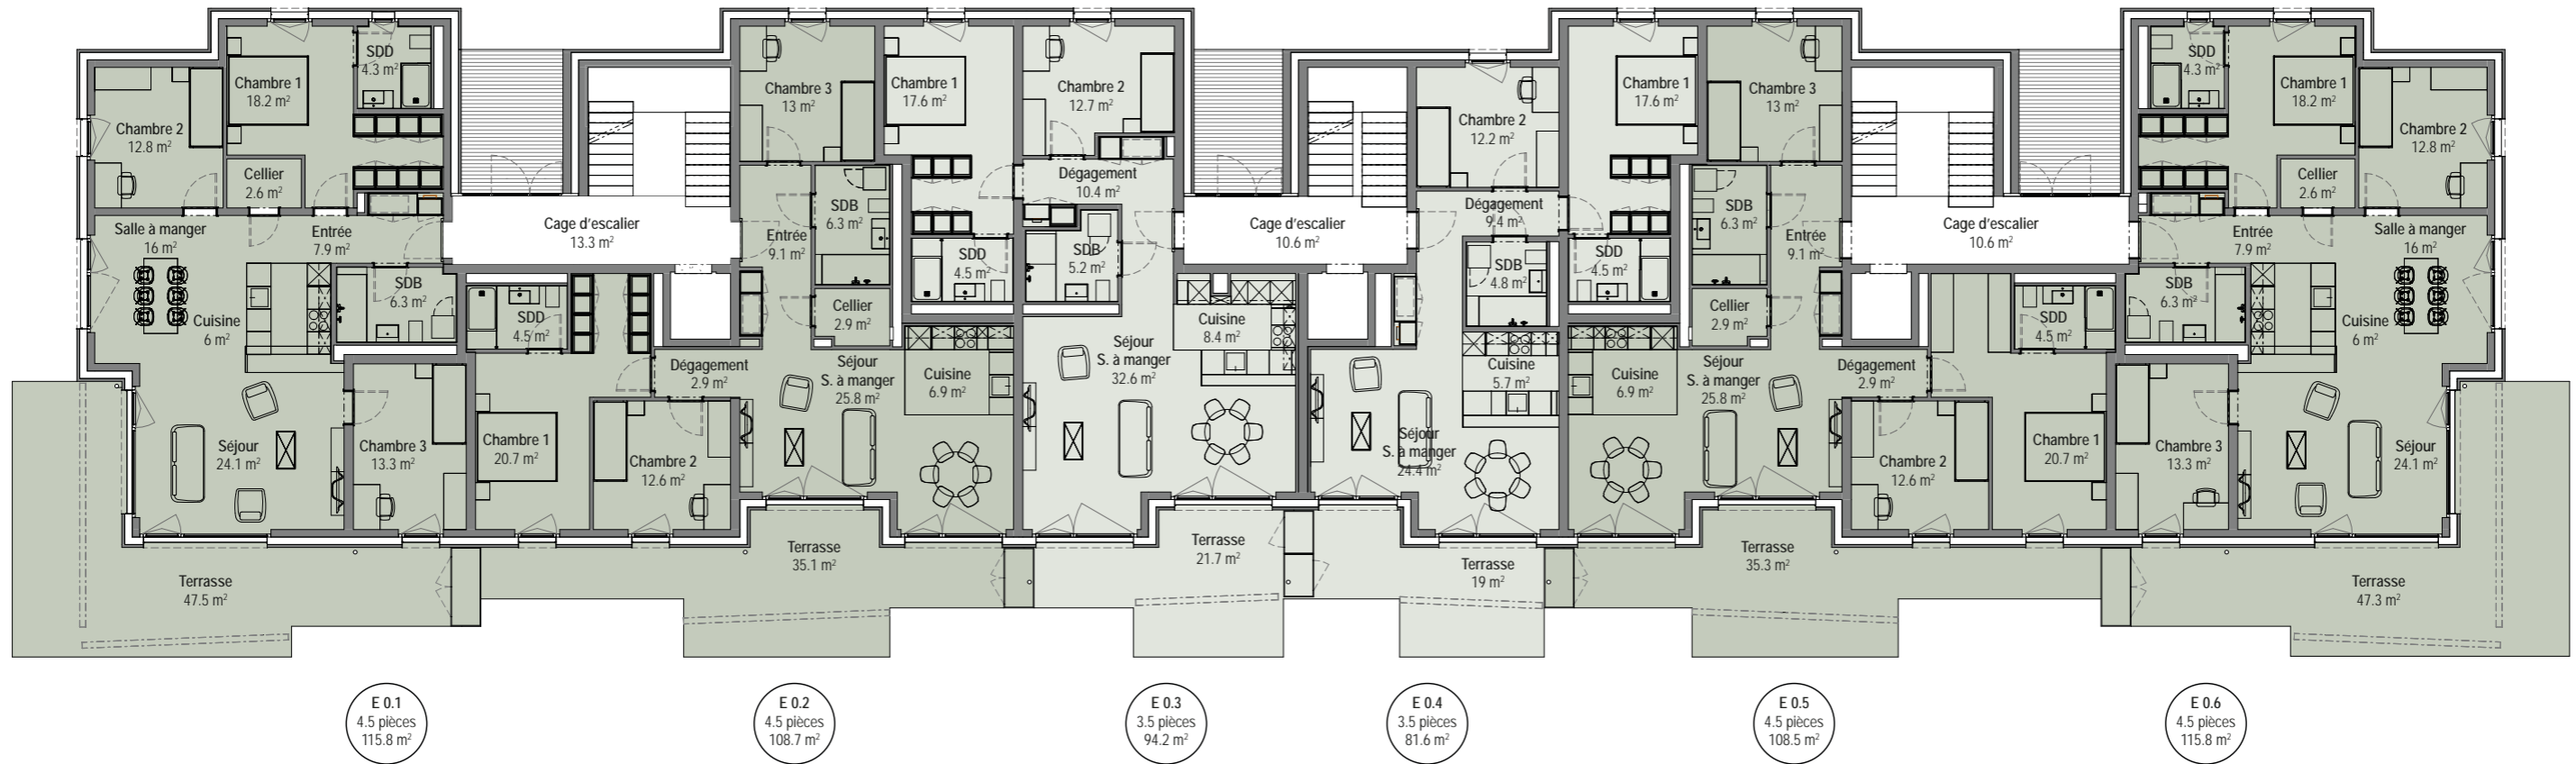 SDD
4.3 m²
Chambre 1
18.2 m²
Chambre 2
12.8 m²
Cellier
2.6 m²
Salle à manger
16 m²
Entrée
7.9 m²
Cuisine
6 m²
SDB
6.3 m²
Séjour
24.1 m²
Chambre 3
13.3 m²
Terrasse
47.5 m²
Cage d'escalier
13.3 m²
SDD
4.5 m²
Chambre 1
20.7 m²
Chambre 2
12.6 m²
Dégagement
2.9 m²
Chambre 3
13 m²
Entrée
9.1 m²
SDB
6.3 m²
Cellier
2.9 m²
Séjour
S. à manger
25.8 m²
Cuisine
6.9 m²
Terrasse
35.1 m²
Chambre 1
17.6 m²
Chambre 2
12.7 m²
Dégagement
10.4 m²
SDD
4.5 m²
SDB
5.2 m²
Séjour
S. à manger
32.6 m²
Cuisine
8.4 m²
Terrasse
21.7 m²
Cage d'escalier
10.6 m²
Chambre 2
12.2 m²
Dégagement
9.4 m²
SDB
4.8 m²
Cuisine
5.7 m²
Séjour
S. à manger
24.4 m²
Terrasse
19 m²
Chambre 1
17.6 m²
SDD
4.5 m²
Chambre 3
13 m²
SDB
6.3 m²
Entrée
9.1 m²
Cellier
2.9 m²
Cuisine
6.9 m²
Séjour
S. à manger
25.8 m²
Terrasse
35.3 m²
Cage d'escalier
10.6 m²
Dégagement
2.9 m²
SDD
4.5 m²
Chambre 2
12.6 m²
Chambre 1
20.7 m²
SDD
4.3 m²
Chambre 1
18.2 m²
Chambre 2
12.8 m²
Cellier
2.6 m²
Entrée
7.9 m²
Salle à manger
16 m²
SDB
6.3 m²
Cuisine
6 m²
Chambre 3
13.3 m²
Séjour
24.1 m²
Terrasse
47.3 m²
E 0.1
4.5 pièces
115.8 m²
E 0.2
4.5 pièces
108.7 m²
E 0.3
3.5 pièces
94.2 m²
E 0.4
3.5 pièces
81.6 m²
E 0.5
4.5 pièces
108.5 m²
E 0.6
4.5 pièces
115.8 m²